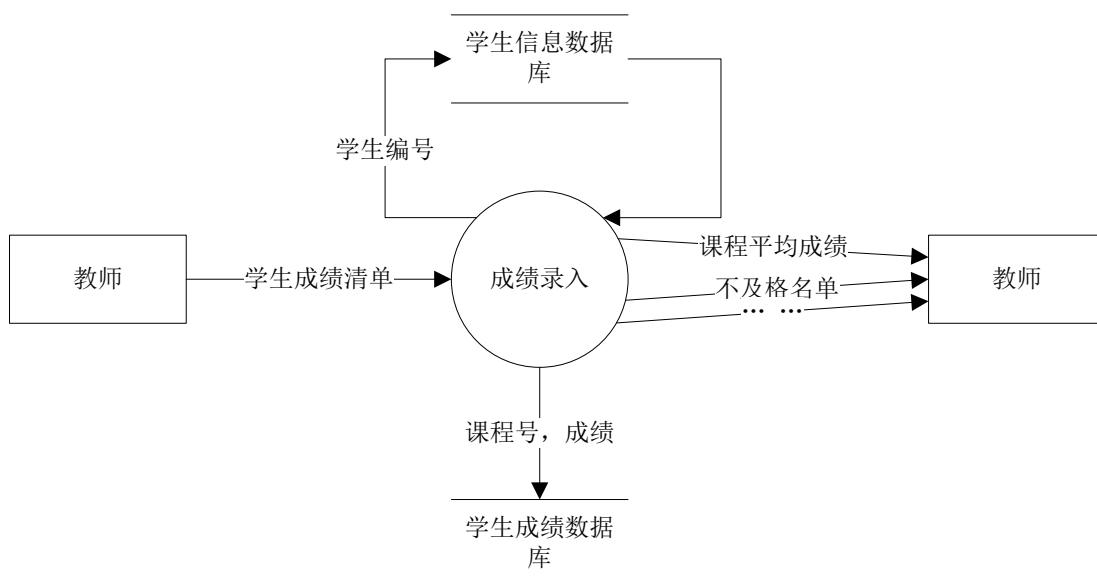 学生信息数据
库
学生编号
课程平均成绩
教师
学生成绩清单
成绩录入
不及格名单
教师
… …
课程号，成绩
学生成绩数据
库